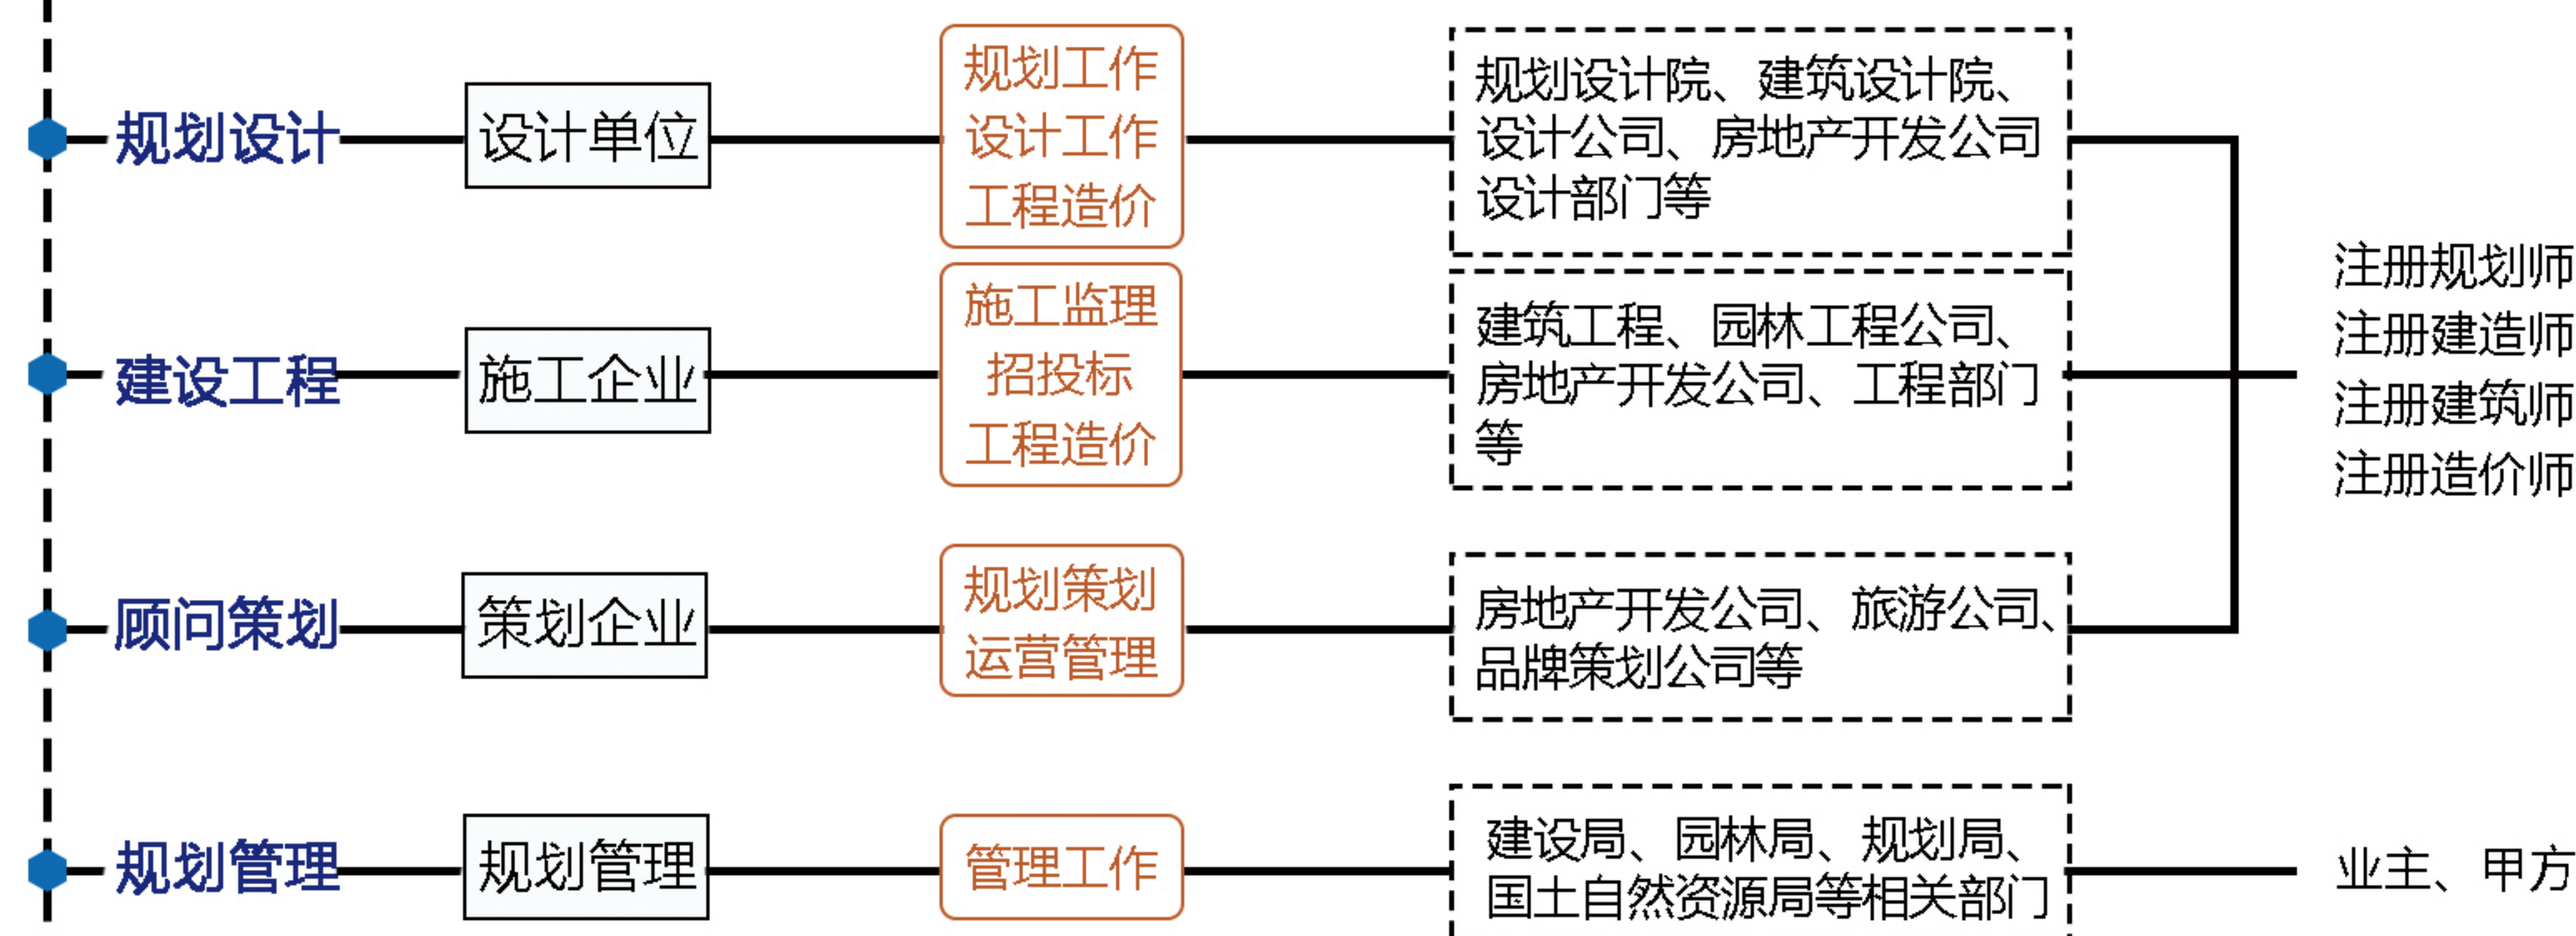 规划设计
设计单位
规划工作
设计工作
工程造价
规划设计院、建筑设计院、
设计公司、房地产开发公司
设计部门等
建设工程
施工企业
施工监理
招投标
工程造价
建筑工程、园林工程公司、
房地产开发公司、工程部门
等
注册规划师
注册建造师
注册建筑师
注册造价师
顾问策划
策划企业
规划策划
运营管理
房地产开发公司、旅游公司、
品牌策划公司等
规划管理
规划管理
管理工作
建设局、园林局、规划局、
国土自然资源局等相关部门
业主、甲方